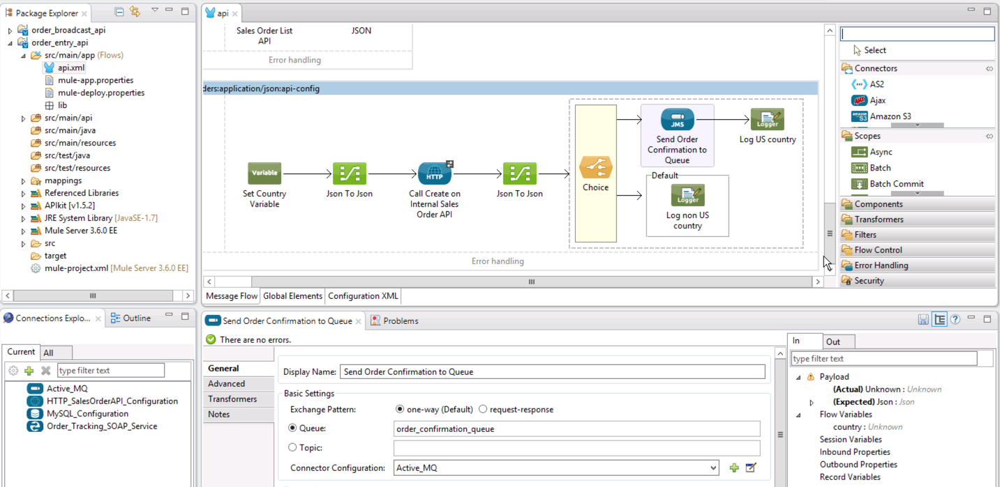 Package Explorer
order_broadcast_api
order_entry_api
src/main/app (Flows)
api.xml
mule-app.properties
mule-deploy.properties
lib
src/main/api
src/main/java
src/main/resources
src/test/java
src/test/resources
mappings
Referenced Libraries
APIkit [v1.5.2]
JRE System Library [JavaSE-1.7]
Mule Server 3.6.0 EE
src
target
mule-project.xml [Mule Server 3.6.0 EE]
api
Sales Order List
API
JSON
Error handling
ders:application/json:api-config
Variable
Set Country
Variable
Json To Json
HTTP
Call Create on
Internal Sales
Order API
Json To Json
Choice
JMS
Send Order
Confirmation to
Queue
Logger
Log US country
Default
Logger
Log non US
country
Error handling
Message Flow
Global Elements
Configuration XML
Select
Connectors
AS2
Ajax
amazon
S3
Amazon S3
Scopes
Async
Batch
Batch Commit
Components
Transformers
Filters
Flow Control
Error Handling
Security
Connections Explo...
Outline
Current
All
type filter text
Active_MQ
HTTP_SalesOrderAPI_Configuration
MySQL_Configuration
Order_Tracking_SOAP_Service
Send Order Confirmation to Queue
Problems
There are no errors.
General
Advanced
Transformers
Notes
Display Name: Send Order Confirmation to Queue
Basic Settings
Exchange Pattern: one-way (Default) request-response
Queue: order_confirmation_queue
Topic:
Connector Configuration: Active_MQ
In
Out
type filter text
Payload
(Actual) Unknown : Unknown
(Expected) Json : Json
Flow Variables
country : Unknown
Session Variables
Inbound Properties
Outbound Properties
Record Variables